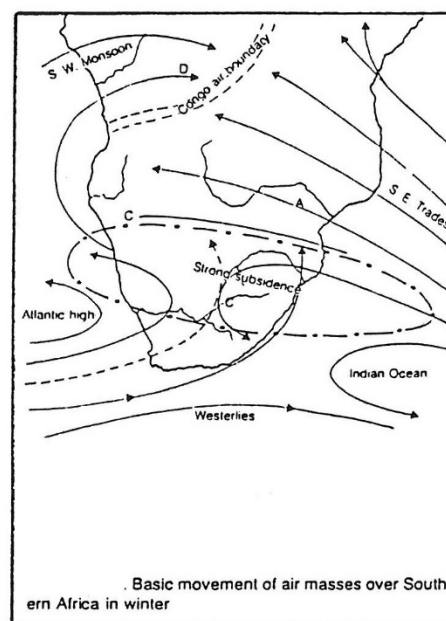 S. W. Monsoon
D
Congo air boundary
S. E. Trades
A
C
Strong subsidence
C
Atlantic high
Indian Ocean
Westerlies
. Basic movement of air masses over South
ern Africa in winter